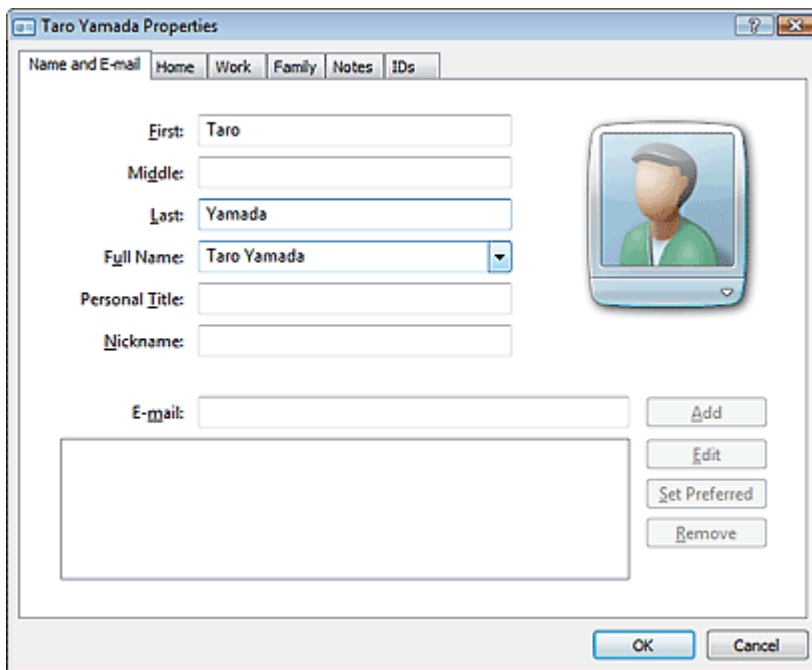 Taro Yamada Properties
Name and E-mail Home Work Family Notes IDs
First: Taro
Middle:
Last: Yamada
Full Name: Taro Yamada
Personal Title:
Nickname:
E-mail: Add
Edit
Set Preferred
Remove
OK Cancel